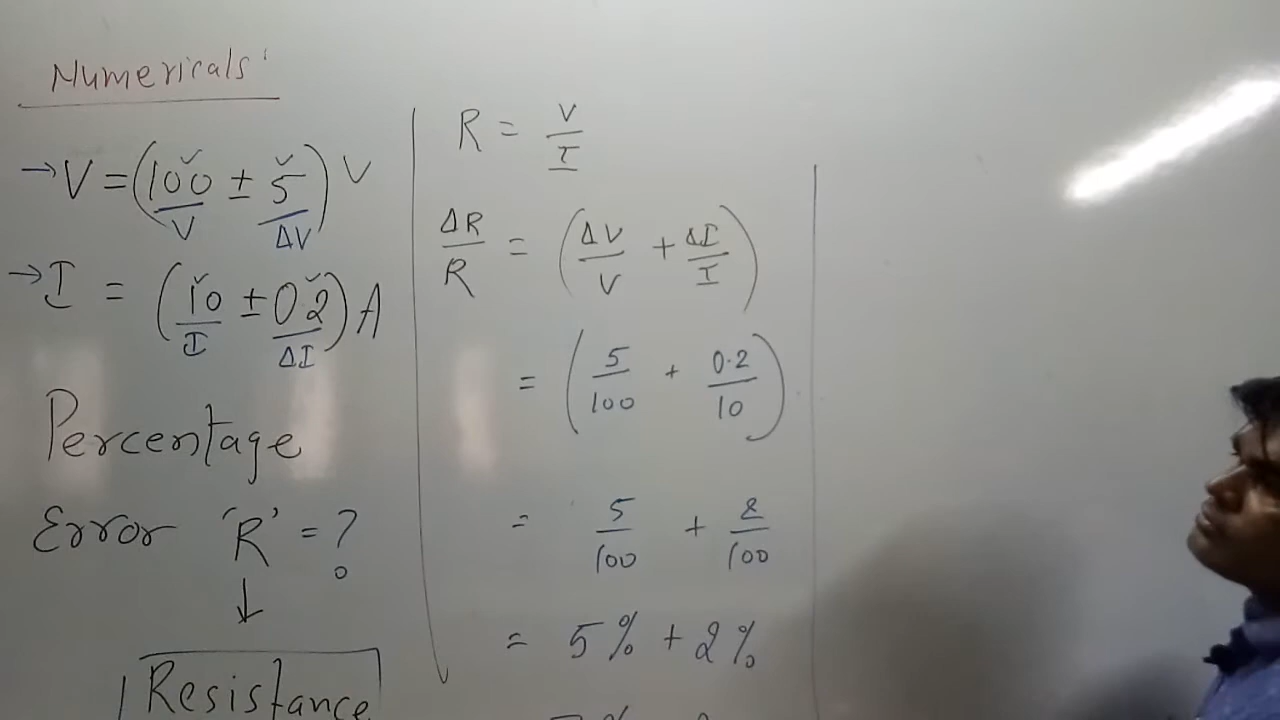 Numericals
→ V = (100 ± 5) V
V ΔV
→ I = (10 ± 0.2) A
I ΔI
Percentage
Error 'R' = ?
↓
Resistance
R = V/I
ΔR/R = (ΔV/V + ΔI/I)
= (5/100 + 0.2/10)
= 5/100 + 2/100
= 5% + 2%